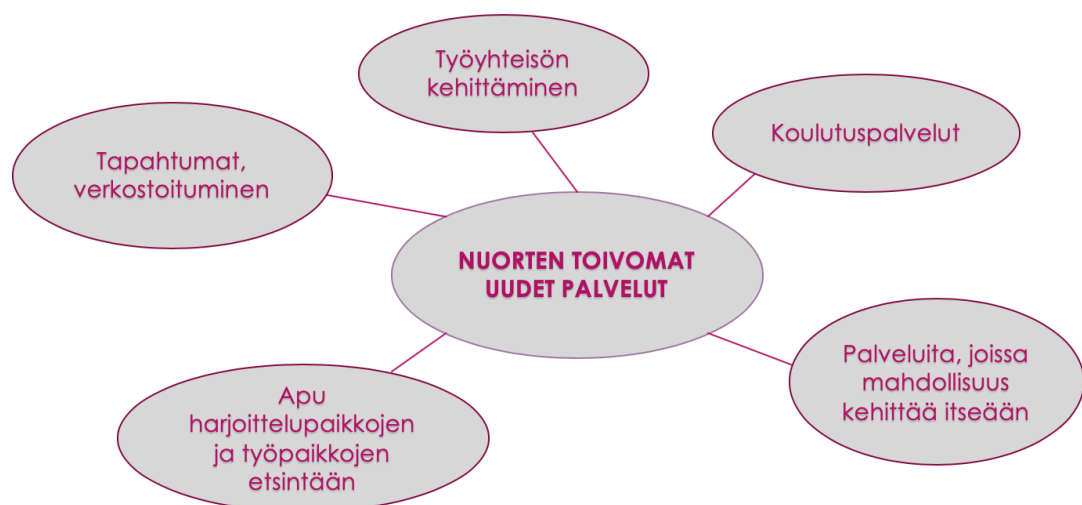 Työyhteisön
kehittäminen
Koulutuspalvelut
Tapahtumat,
verkostoituminen
NUORTEN TOIVOMAT
UUDET PALVELUT
Palveluita, joissa
mahdollisuus
kehittää itseään
Apu
harjoittelupaikkojen
ja työpaikkojen
etsintään